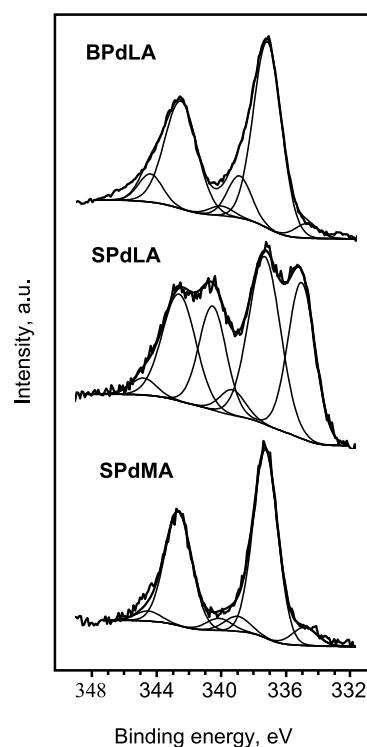 BPdLA
SPdLA
SPdMA
Intensity, a.u.
348 344 340 336 332
Binding energy, eV